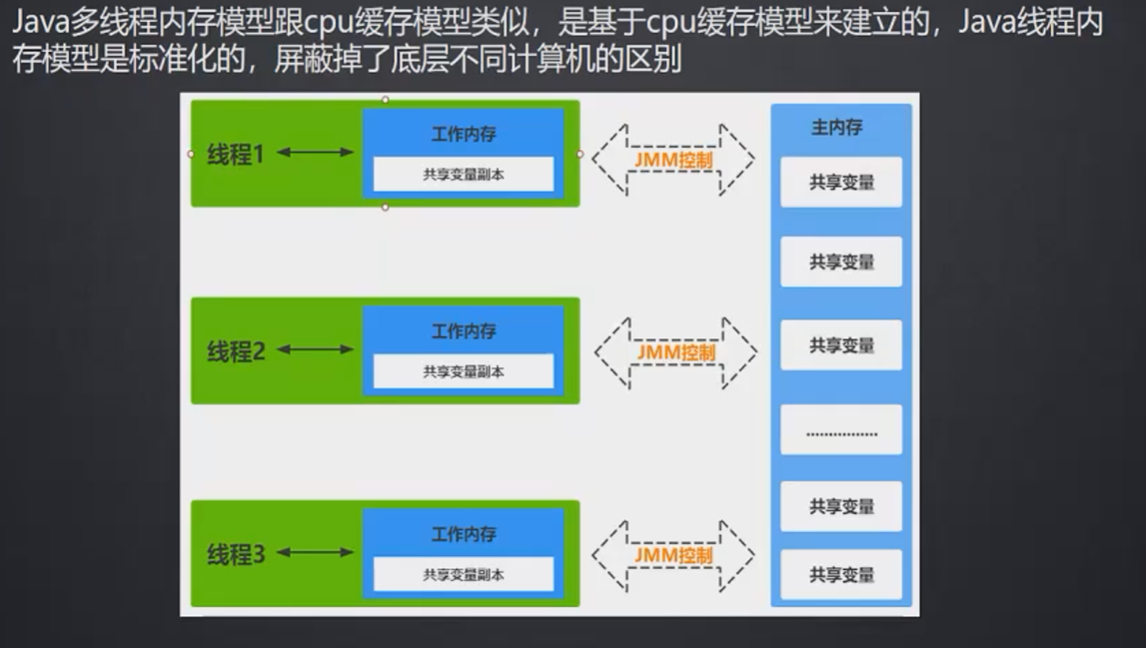 Java多线程内存模型跟cpu缓存模型类似，是基于cpu缓存模型来建立的，Java线程内
存模型是标准化的，屏蔽掉了底层不同计算机的区别
线程1
工作内存
共享变量副本
JMM控制
主内存
共享变量
共享变量
线程2
工作内存
共享变量副本
JMM控制
共享变量
................
线程3
工作内存
共享变量副本
JMM控制
共享变量
共享变量